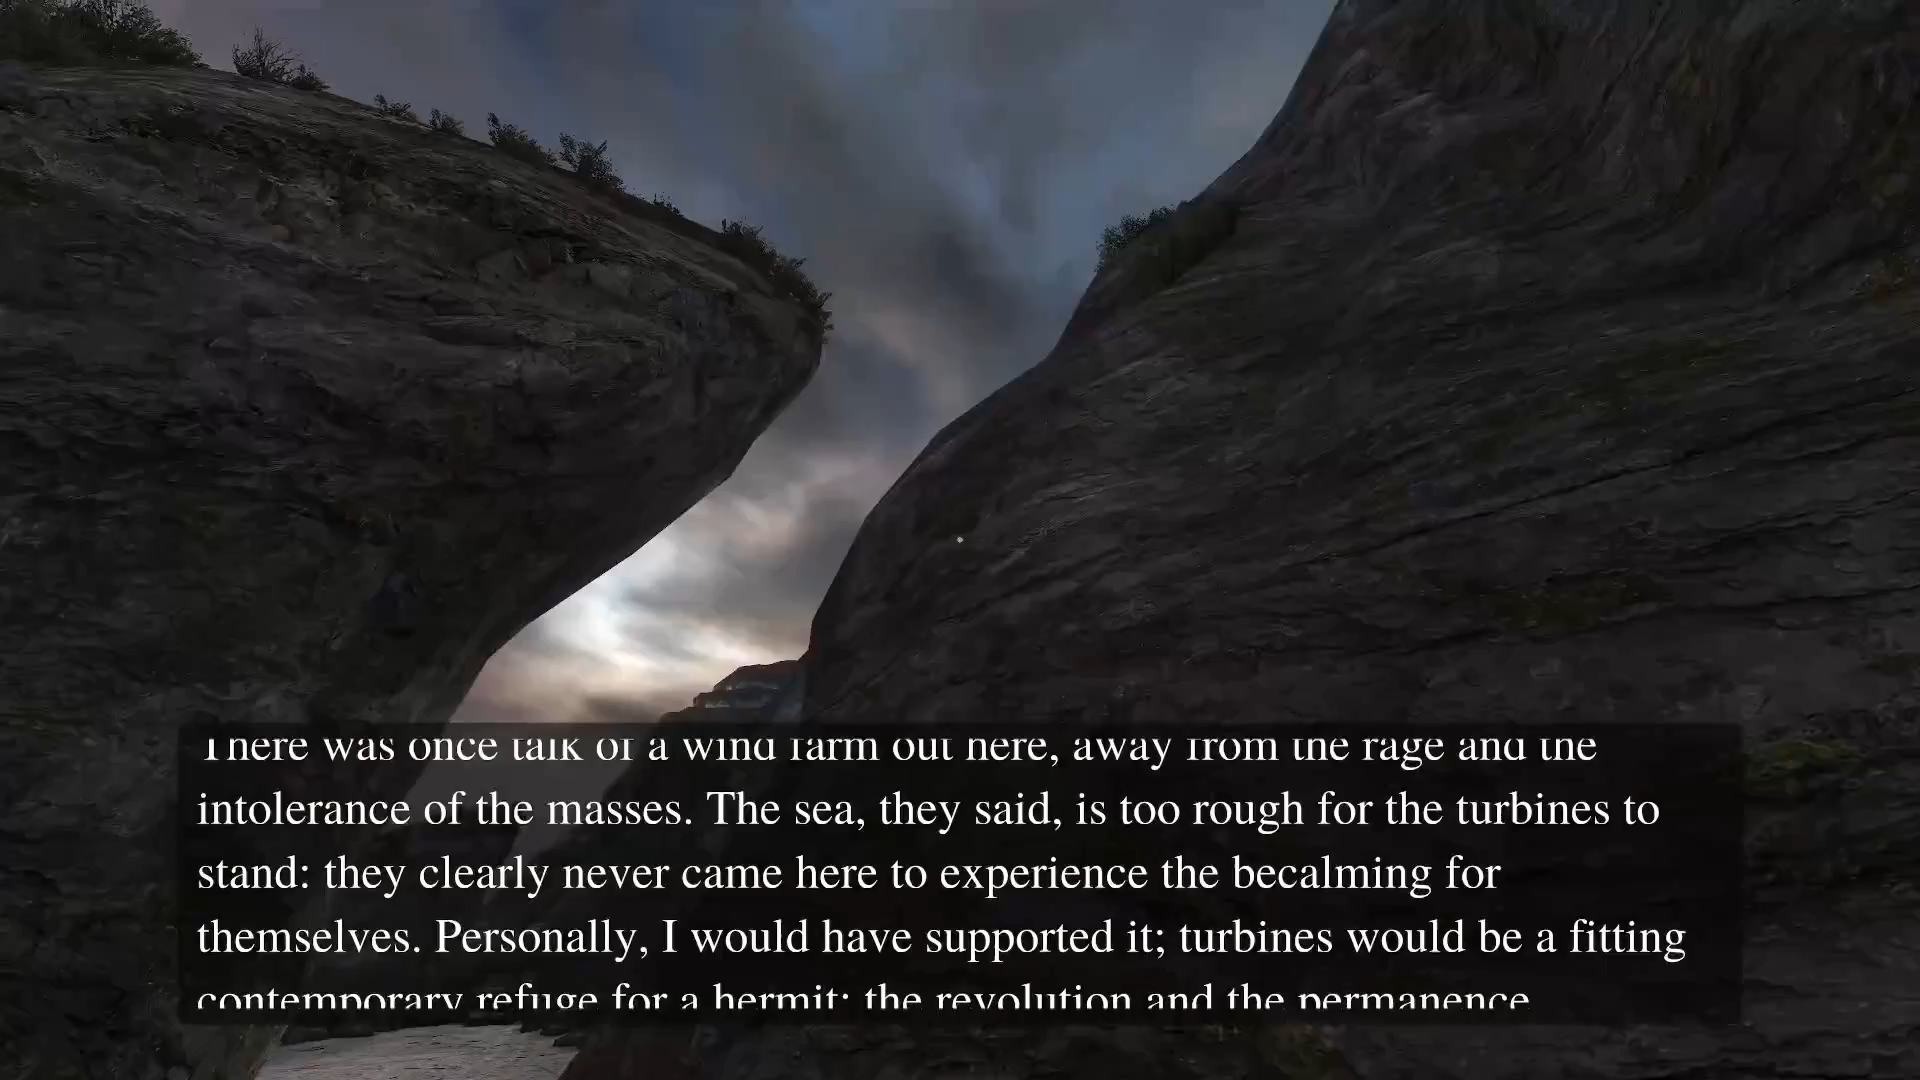 There was once talk of a wind farm out here, away from the rage and the
intolerance of the masses. The sea, they said, is too rough for the turbines to
stand: they clearly never came here to experience the becalming for
themselves. Personally, I would have supported it; turbines would be a fitting
contemporary refuge for a hermit: the revolution and the permanence